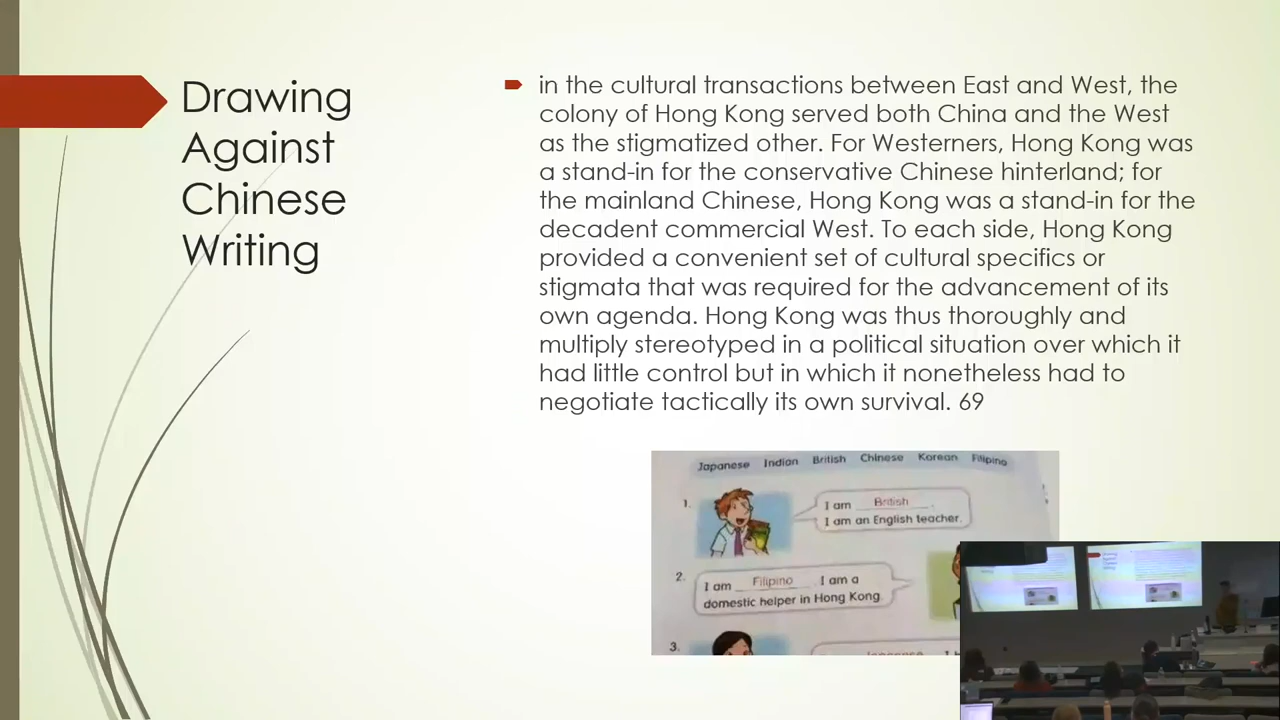 Drawing
Against
Chinese
Writing
in the cultural transactions between East and West, the
colony of Hong Kong served both China and the West
as the stigmatized other. For Westerners, Hong Kong was
a stand-in for the conservative Chinese hinterland; for
the mainland Chinese, Hong Kong was a stand-in for the
decadent commercial West. To each side, Hong Kong
provided a convenient set of cultural specifics or
stigmata that was required for the advancement of its
own agenda. Hong Kong was thus thoroughly and
multiply stereotyped in a political situation over which it
had little control but in which it nonetheless had to
negotiate tactically its own survival. 69
Japanese Indian British Chinese Korean Filipino
1.
I am British .
I am an English teacher.
2.
I am Filipino . I am a
domestic helper in Hong Kong
3.